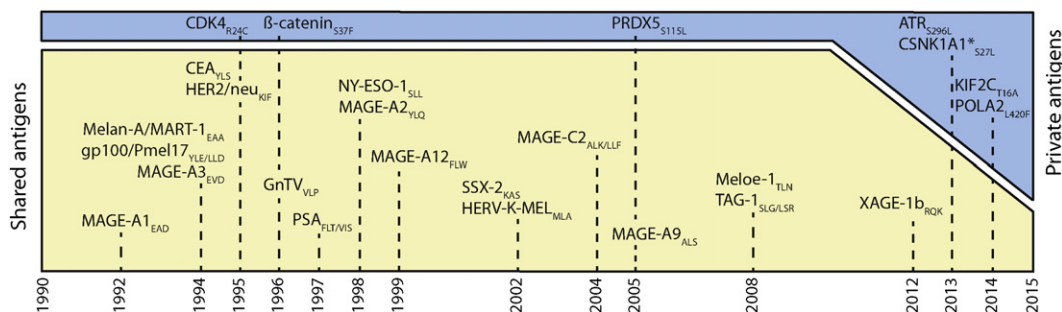 CDK4R24C
ß-cateninS37F
PRDX5S115L
ATRS296L
CSNK1A1*S27L
KIF2CT16A
POLA2L420F
Private antigens
Shared antigens
CEAYLS
HER2/neuKIF
NY-ESO-1SLL
MAGE-A2YLQ
Melan-A/MART-1EAA
gp100/Pmel17YLE/LLD
MAGE-A3EVD
MAGE-A12FLW
MAGE-C2ALK/LLF
GnTVVLP
SSX-2KAS
HERV-K-MELMLA
Meloe-1TLN
TAG-1SLG/LSR
XAGE-1bRQK
MAGE-A1EAD
PSAFLT/VIS
MAGE-A9ALS
1990
1992
1994
1995
1996
1997
1998
1999
2002
2004
2005
2008
2012
2013
2014
2015